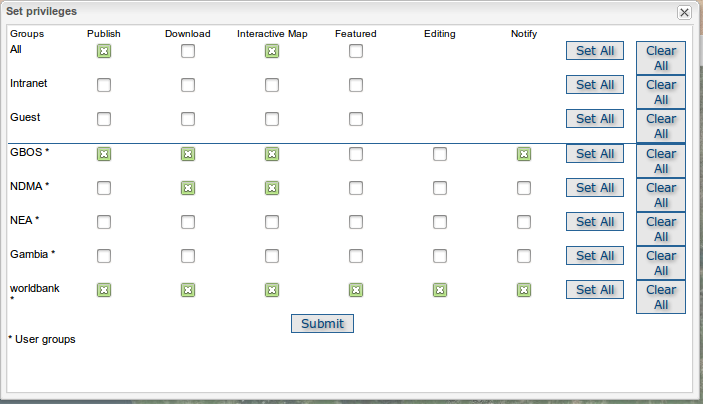 Set privileges
Groups Publish Download Interactive Map Featured Editing Notify
All Set All Clear All
Intranet Set All Clear All
Guest Set All Clear All
GBOS * Set All Clear All
NDMA * Set All Clear All
NEA * Set All Clear All
Gambia * Set All Clear All
worldbank * Set All Clear All
Submit
* User groups